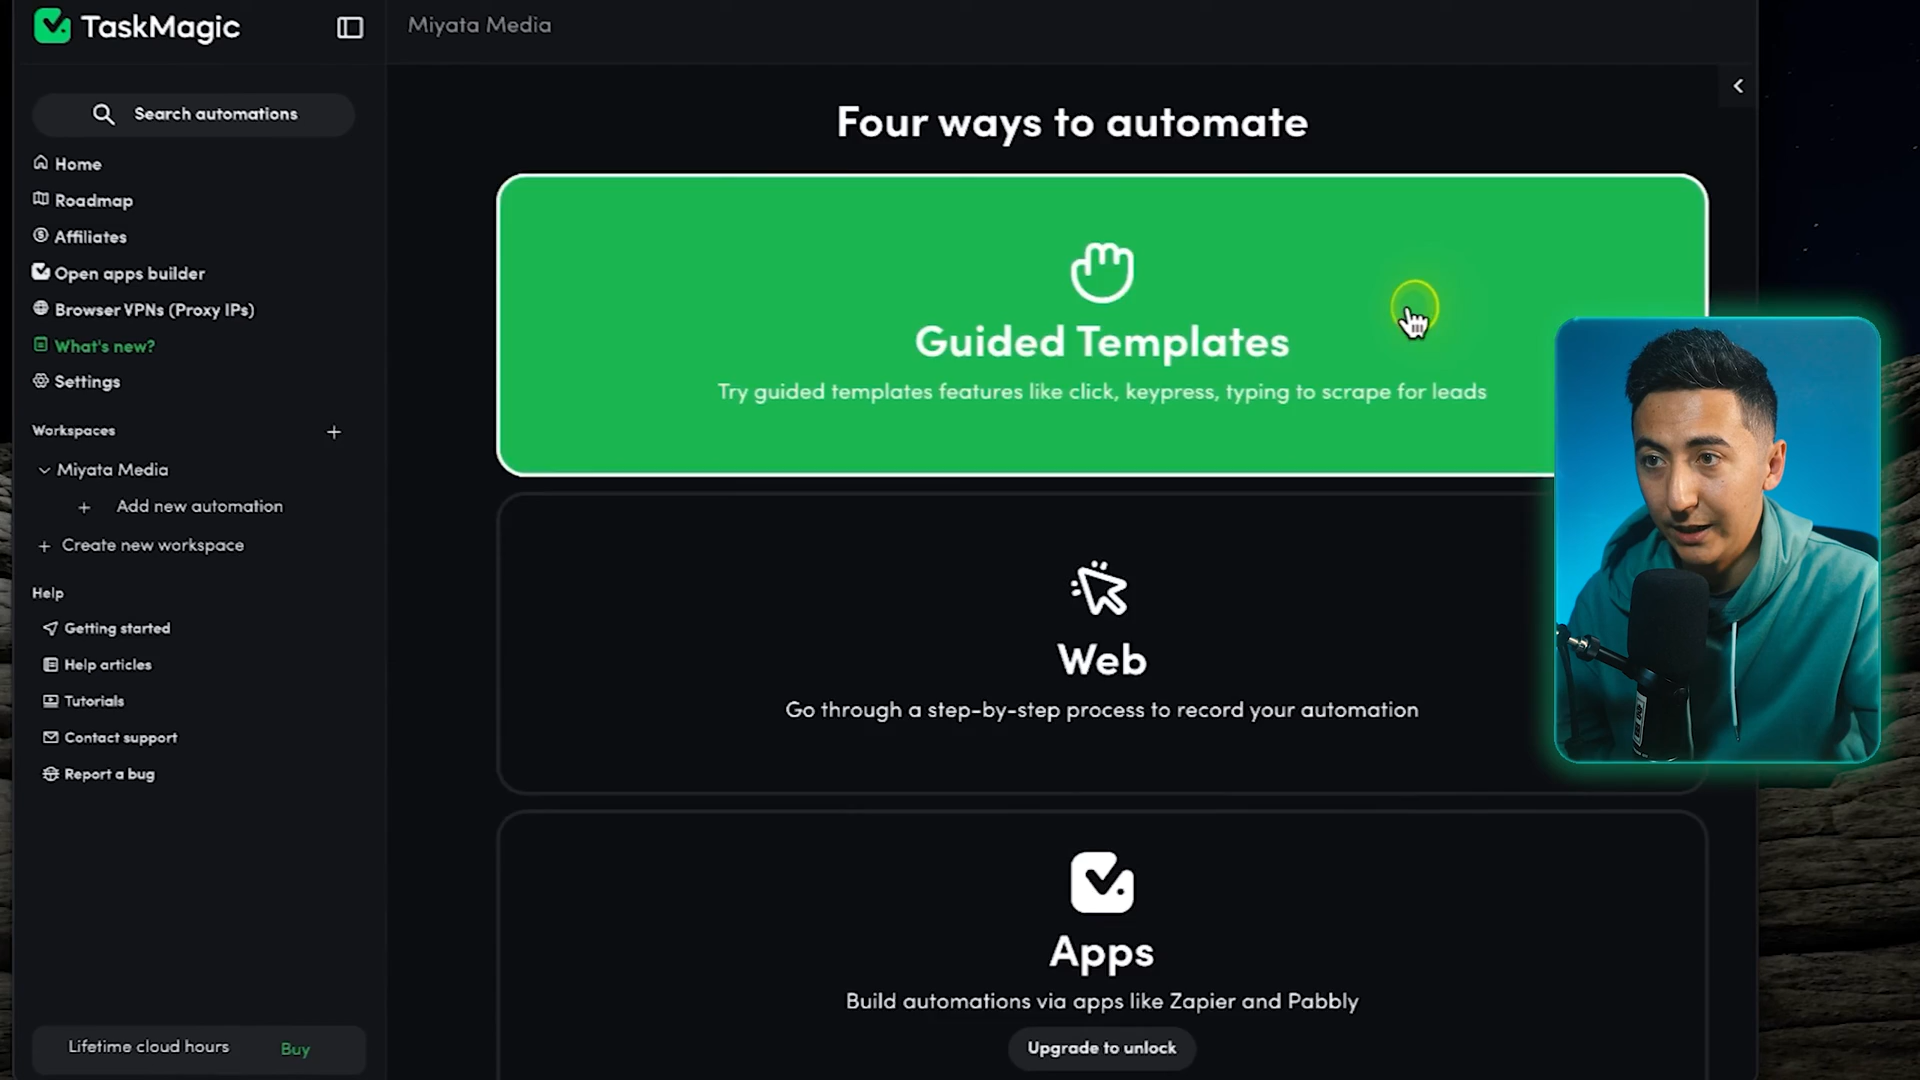 TaskMagic
Miyata Media
Search automations
Home
Roadmap
Affiliates
Open apps builder
Browser VPNs (Proxy IPs)
What's new?
Settings
Workspaces
Miyata Media
Add new automation
Create new workspace
Help
Getting started
Help articles
Tutorials
Contact support
Report a bug
Lifetime cloud hours Buy
Four ways to automate
Guided Templates
Try guided templates features like click, keypress, typing to scrape for leads
Web
Go through a step-by-step process to record your automation
Apps
Build automations via apps like Zapier and Pabbly
Upgrade to unlock